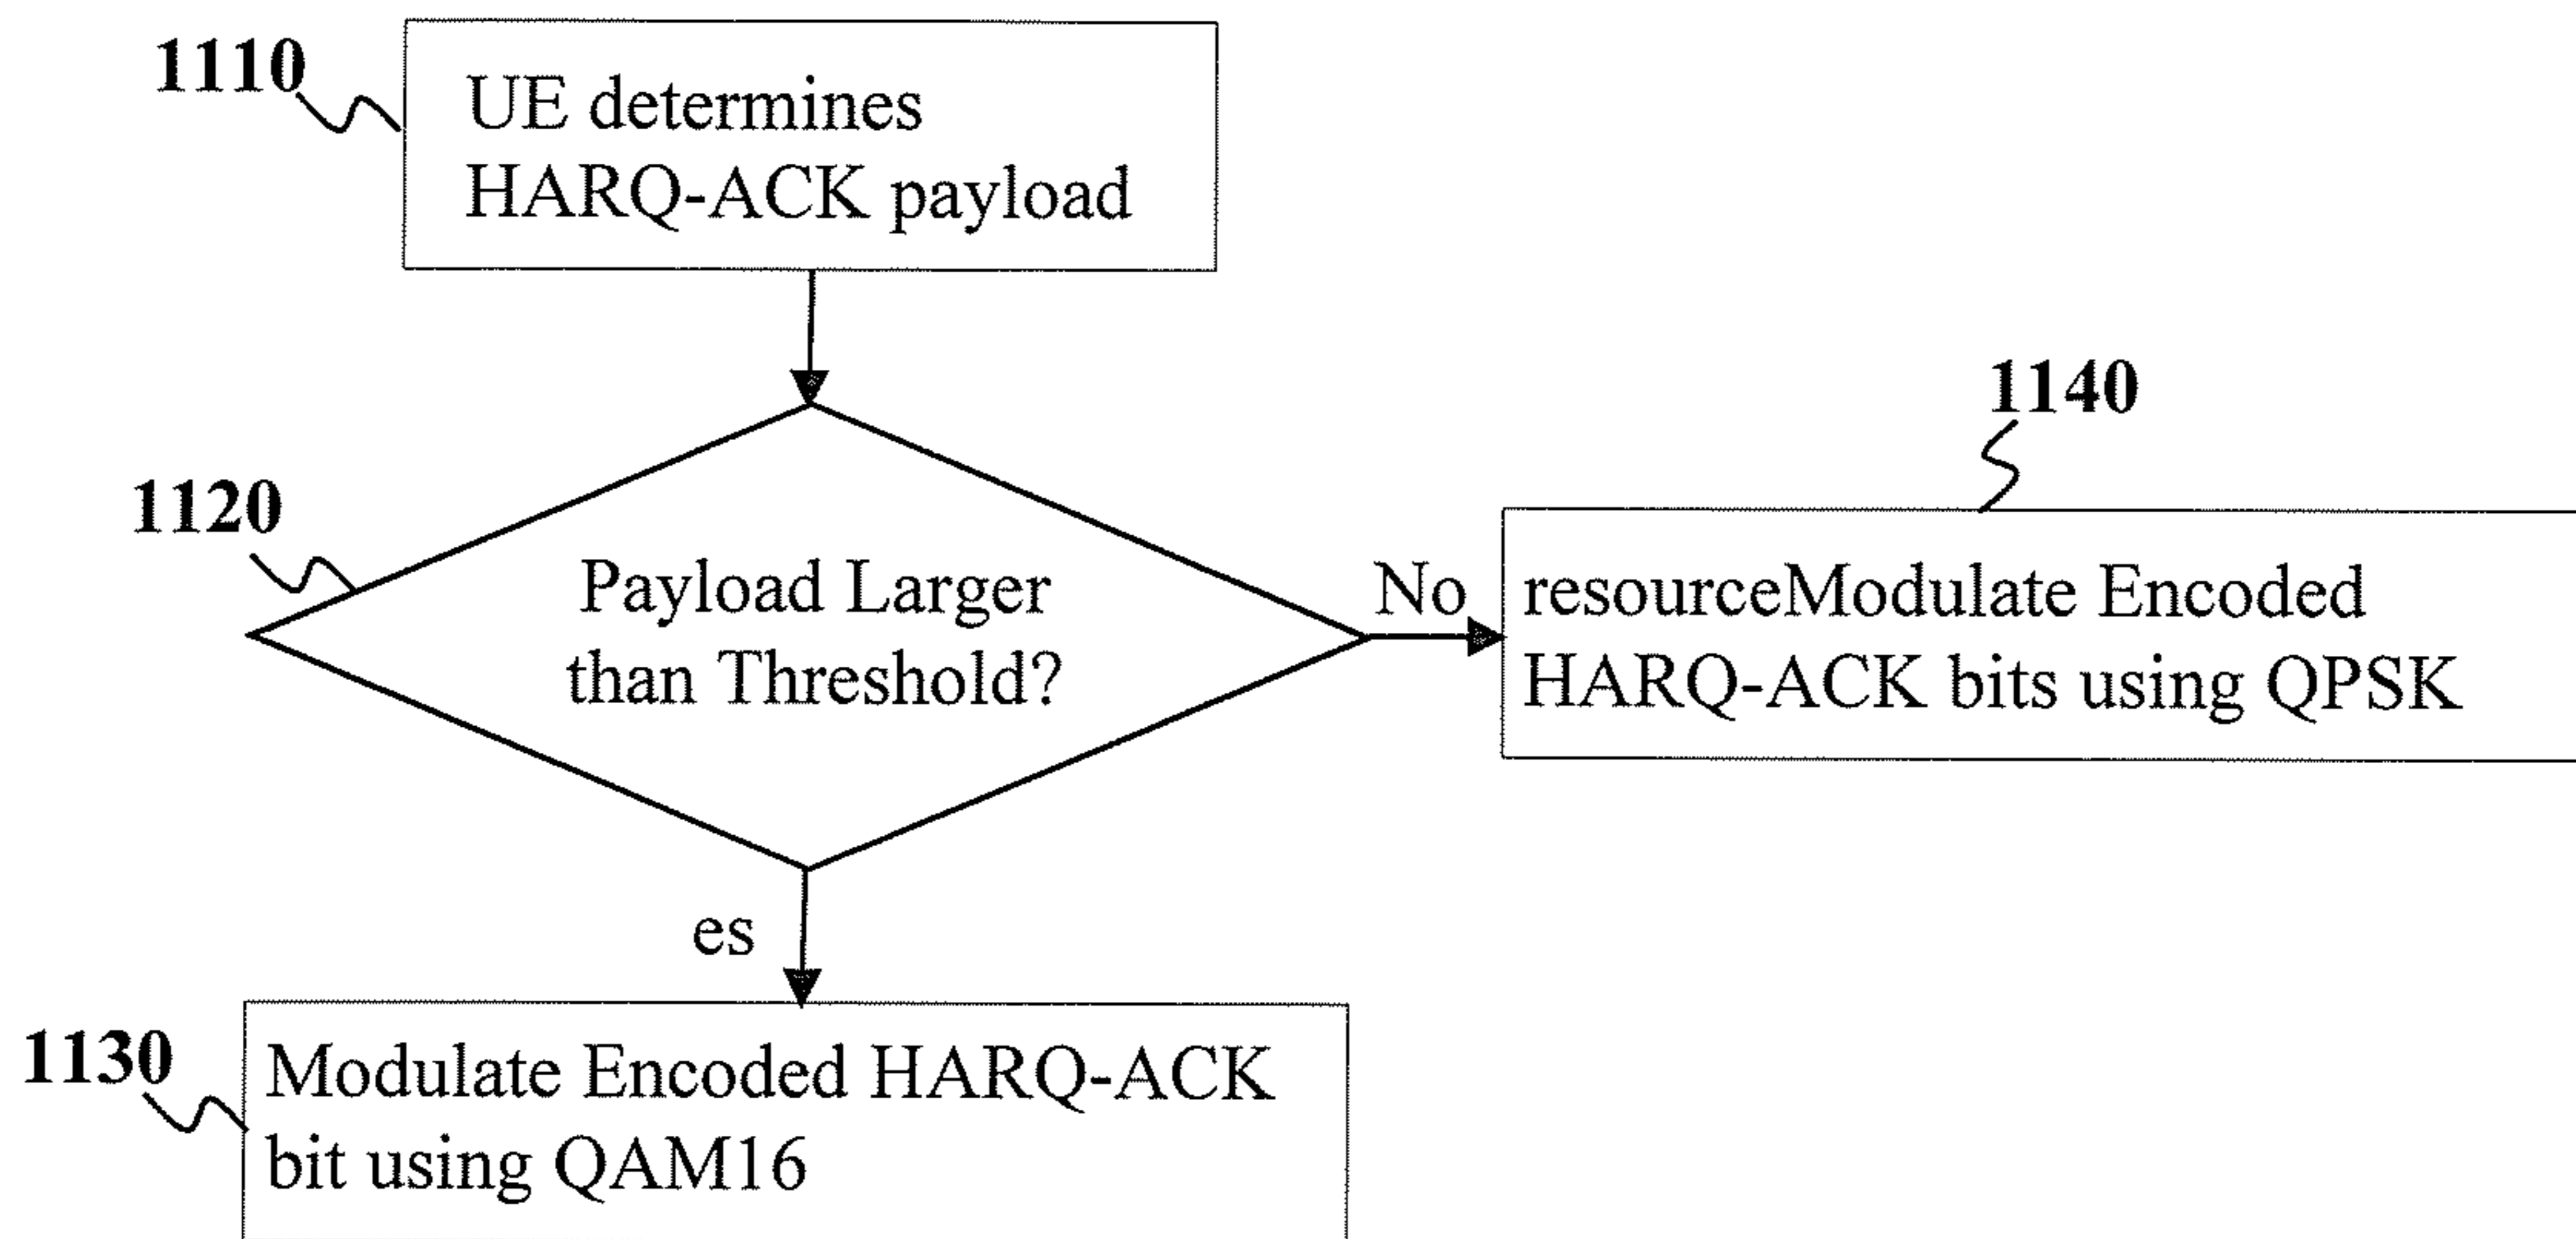 1110
UE determines
HARQ-ACK payload
1120
Payload Larger
than Threshold?
No
1140
resourceModulate Encoded
HARQ-ACK bits using QPSK
es
1130
Modulate Encoded HARQ-ACK
bit using QAM16